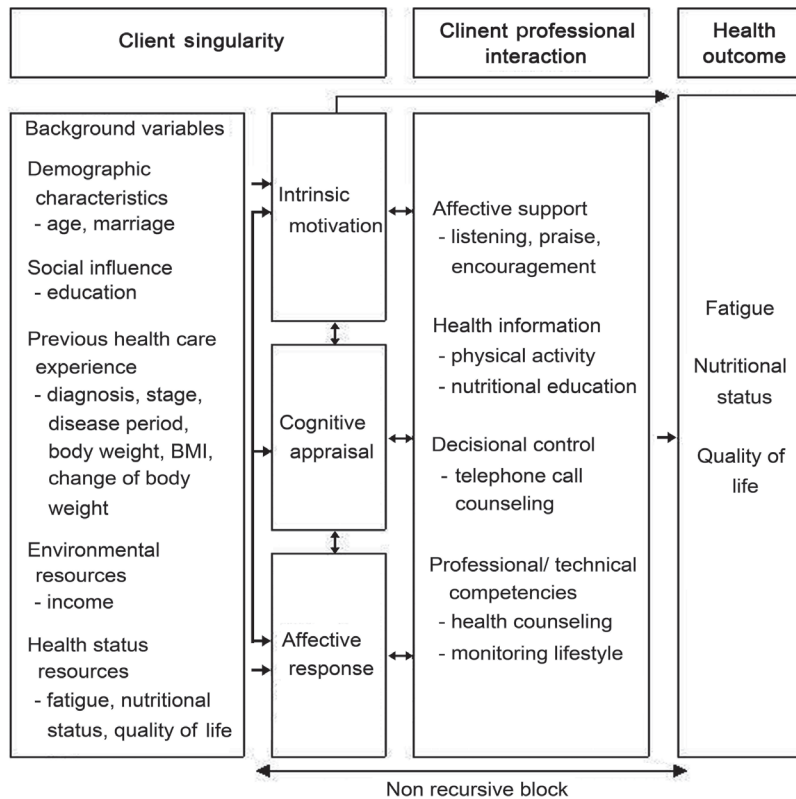 Client singularity
Clinent professional
interaction
Health
outcome
Background variables
Demographic
characteristics
- age, marriage
Social influence
- education
Previous health care
experience
- diagnosis, stage,
disease period,
body weight, BMI,
change of body
weight
Environmental
resources
- income
Health status
resources
- fatigue, nutritional
status, quality of life
Intrinsic
motivation
Cognitive
appraisal
Affective
response
Affective support
- listening, praise,
encouragement
Health information
- physical activity
- nutritional education
Decisional control
- telephone call
counseling
Professional/ technical
competencies
- health counseling
- monitoring lifestyle
Fatigue
Nutritional
status
Quality of
life
Non recursive block